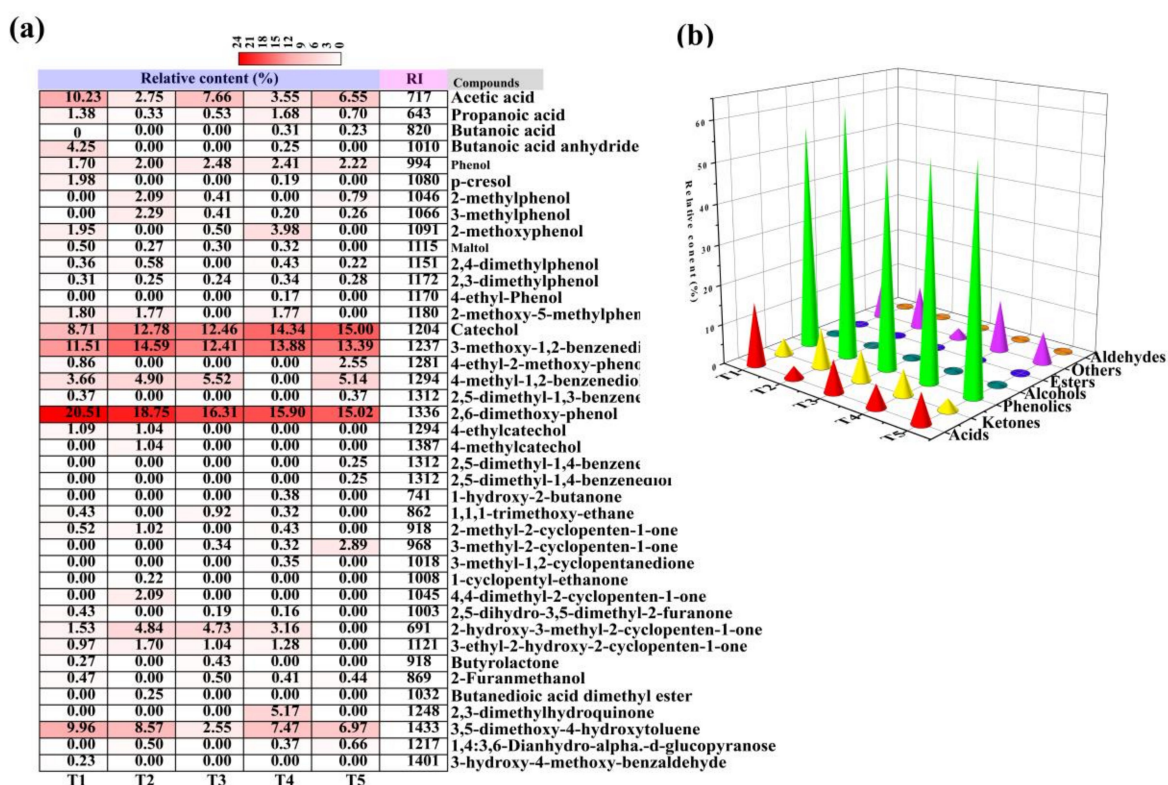 (a)
24 21 18 15 12 9 6 3 0
Relative content (%) RI Compounds
10.23 2.75 7.66 3.55 6.55 717 Acetic acid
1.38 0.33 0.53 1.68 0.70 643 Propanoic acid
0 0.00 0.00 0.31 0.23 820 Butanoic acid
4.25 0.00 0.00 0.25 0.00 1010 Butanoic acid anhydride
1.70 2.00 2.48 2.41 2.22 994 Phenol
1.98 0.00 0.00 0.19 0.00 1080 p-cresol
0.00 2.09 0.41 0.00 0.79 1046 2-methylphenol
0.00 2.29 0.41 0.20 0.26 1066 3-methylphenol
1.95 0.00 0.50 3.98 0.00 1091 2-methoxyphenol
0.50 0.27 0.30 0.32 0.00 1115 Maltol
0.36 0.58 0.00 0.43 0.22 1151 2,4-dimethylphenol
0.31 0.25 0.24 0.34 0.28 1172 2,3-dimethylphenol
0.00 0.00 0.00 0.17 0.00 1170 4-ethyl-Phenol
1.80 1.77 0.00 1.77 0.00 1180 2-methoxy-5-methylphen
8.71 12.78 12.46 14.34 15.00 1204 Catechol
11.51 14.59 12.41 13.88 13.39 1237 3-methoxy-1,2-benzenedi
0.86 0.00 0.00 0.00 2.55 1281 4-ethyl-2-methoxy-pheno
3.66 4.90 5.52 0.00 5.14 1294 4-methyl-1,2-benzenediol
0.37 0.00 0.00 0.00 0.37 1312 2,5-dimethyl-1,3-benzene
20.51 18.75 16.31 15.90 15.02 1336 2,6-dimethoxy-phenol
1.09 1.04 0.00 0.00 0.00 1294 4-ethylcatechol
0.00 1.04 0.00 0.00 0.00 1387 4-methylcatechol
0.00 0.00 0.00 0.00 0.25 1312 2,5-dimethyl-1,4-benzene
0.00 0.00 0.00 0.00 0.25 1312 2,5-dimethyl-1,4-benzenediol
0.00 0.00 0.00 0.38 0.00 741 1-hydroxy-2-butanone
0.43 0.00 0.92 0.32 0.00 862 1,1,1-trimethoxy-ethane
0.52 1.02 0.00 0.43 0.00 918 2-methyl-2-cyclopenten-1-one
0.00 0.00 0.34 0.32 2.89 968 3-methyl-2-cyclopenten-1-one
0.00 0.00 0.00 0.35 0.00 1018 3-methyl-1,2-cyclopentanedione
0.00 0.22 0.00 0.00 0.00 1008 1-cyclopentyl-ethanone
0.00 2.09 0.00 0.00 0.00 1045 4,4-dimethyl-2-cyclopenten-1-one
0.43 0.00 0.19 0.16 0.00 1003 2,5-dihydro-3,5-dimethyl-2-furanone
1.53 4.84 4.73 3.16 0.00 691 2-hydroxy-3-methyl-2-cyclopenten-1-one
0.97 1.70 1.04 1.28 0.00 1121 3-ethyl-2-hydroxy-2-cyclopenten-1-one
0.27 0.00 0.43 0.00 0.00 918 Butyrolactone
0.47 0.00 0.50 0.41 0.44 869 2-Furanmethanol
0.00 0.25 0.00 0.00 0.00 1032 Butanedioic acid dimethyl ester
0.00 0.00 0.00 5.17 0.00 1248 2,3-dimethylhydroquinone
9.96 8.57 2.55 7.47 6.97 1433 3,5-dimethoxy-4-hydroxytoluene
0.00 0.50 0.00 0.37 0.66 1217 1,4:3,6-Dianhydro-alpha.-d-glucopyranose
0.23 0.00 0.00 0.00 0.00 1401 3-hydroxy-4-methoxy-benzaldehyde
T1 T2 T3 T4 T5
(b)
Relative conent (%)
60
50
40
30
20
10
0
T1
T2
T3
T4
T5
Aldehydes
Others
Esters
Alcohols
Phenolics
Ketones
Acids